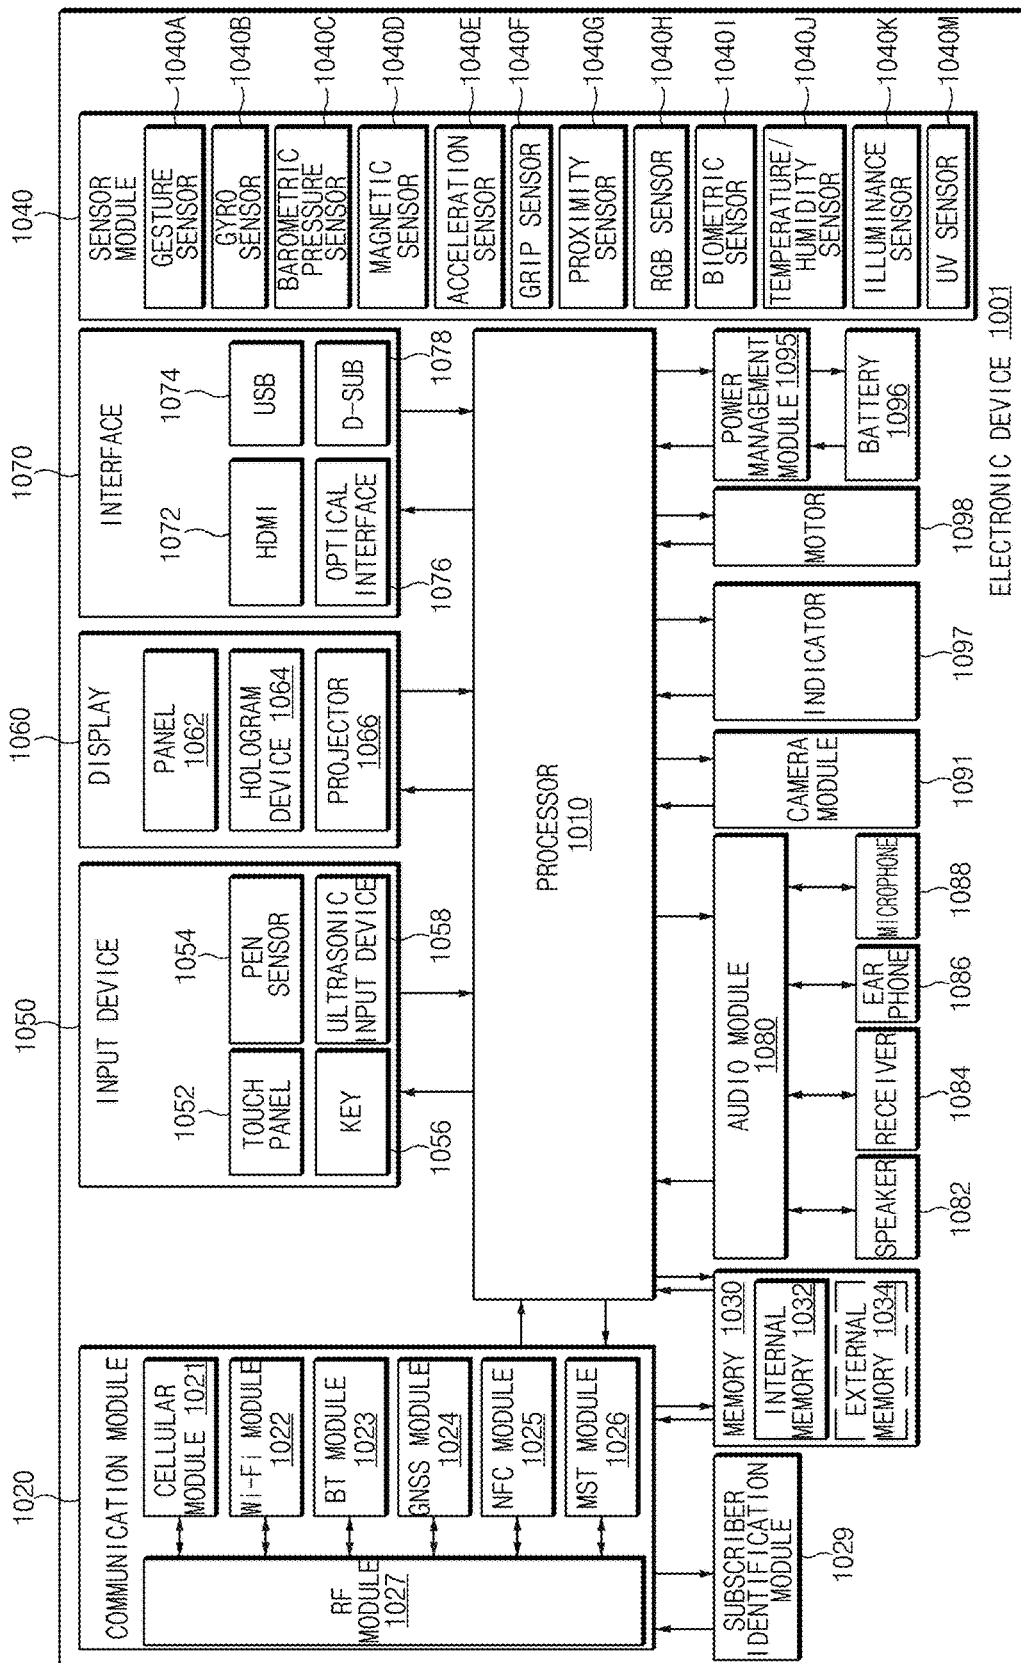 1020
COMMUNICATION MODULE
CELLULAR
MODULE 1021
Wi-Fi MODULE
1022
BT MODULE
1023
GNSS MODULE
1024
NFC MODULE
1025
MST MODULE
1026
RF
MODULE
1027
SUBSCRIBER
IDENTIFICATION
MODULE
1029
MEMORY 1030
INTERNAL
MEMORY 1032
EXTERNAL
MEMORY 1034
1050
INPUT DEVICE
1052
TOUCH
PANEL
1054
PEN
SENSOR
KEY
1056
ULTRASONIC
INPUT DEVICE
1058
1060
DISPLAY
PANEL
1062
HOLOGRAM
DEVICE 1064
PROJECTOR
1066
1070
INTERFACE
1072
HDMI
1074
USB
OPTICAL
INTERFACE
1076
D-SUB
1078
PROCESSOR
1010
1040
SENSOR
MODULE
GESTURE
SENSOR
1040A
GYRO
SENSOR
1040B
BAROMETRIC
PRESSURE
SENSOR
1040C
MAGNETIC
SENSOR
1040D
ACCELERATION
SENSOR
1040E
GRIP SENSOR
1040F
PROXIMITY
SENSOR
1040G
RGB SENSOR
1040H
BIOMETRIC
SENSOR
1040I
TEMPERATURE/
HUMIDITY
SENSOR
1040J
ILLUMINANCE
SENSOR
1040K
UV SENSOR
1040M
AUDIO MODULE
1080
SPEAKER
1082
RECEIVER
1084
EAR
PHONE
1086
MICROPHONE
1088
CAMERA
MODULE
1091
INDICATOR
1097
MOTOR
1098
POWER
MANAGEMENT
MODULE 1095
BATTERY
1096
ELECTRONIC DEVICE 1001